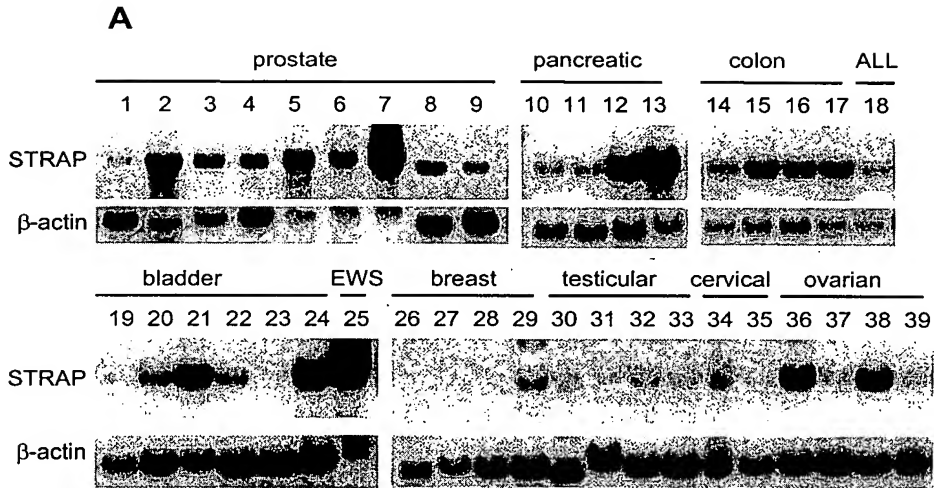 A
prostate pancreatic colon ALL
1 2 3 4 5 6 7 8 9 10 11 12 13 14 15 16 17 18
STRAP
β-actin
bladder EWS breast testicular cervical ovarian
19 20 21 22 23 24 25 26 27 28 29 30 31 32 33 34 35 36 37 38 39
STRAP
β-actin